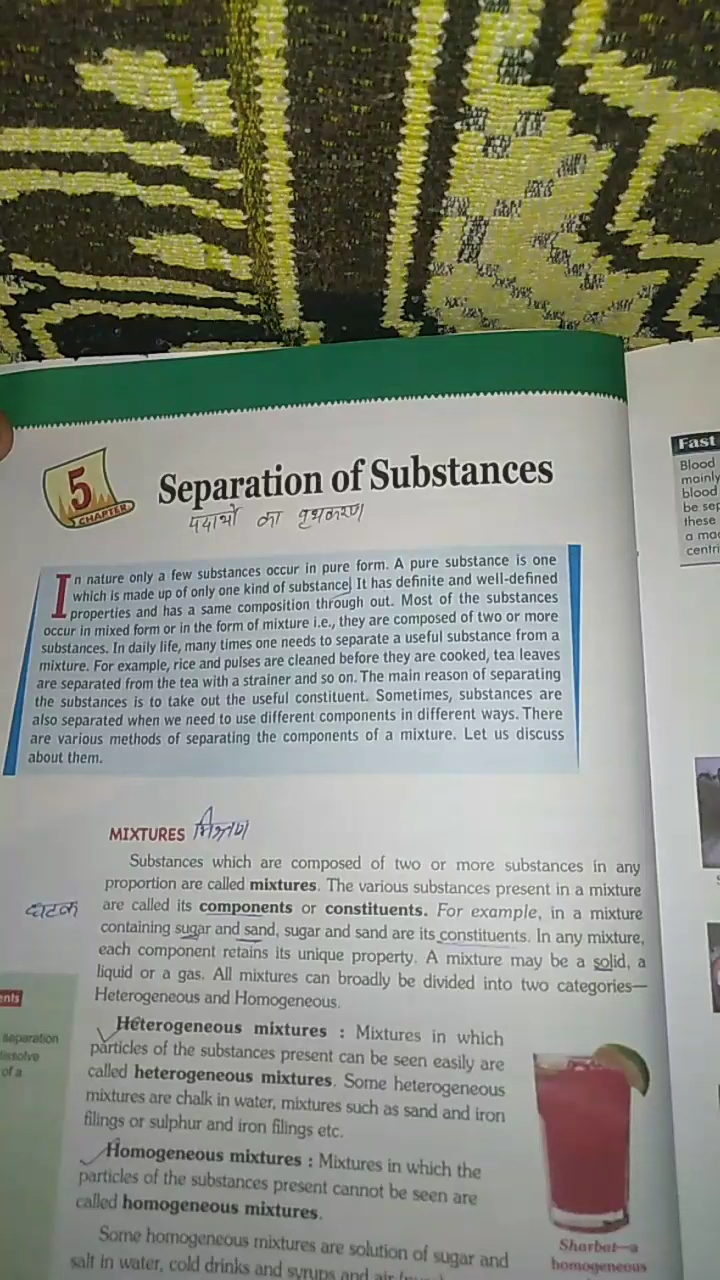 5
CHAPTER
Separation of Substances
पदार्थो का पृथकरण
In nature only a few substances occur in pure form. A pure substance is one
which is made up of only one kind of substance. It has definite and well-defined
properties and has a same composition through out. Most of the substances
occur in mixed form or in the form of mixture i.e., they are composed of two or more
substances. In daily life, many times one needs to separate a useful substance from a
mixture. For example, rice and pulses are cleaned before they are cooked, tea leaves
are separated from the tea with a strainer and so on. The main reason of separating
the substances is to take out the useful constituent. Sometimes, substances are
also separated when we need to use different components in different ways. There
are various methods of separating the components of a mixture. Let us discuss
about them.
MIXTURES मिश्रण
Substances which are composed of two or more substances in any
proportion are called mixtures. The various substances present in a mixture
घटक are called its components or constituents. For example, in a mixture
containing sugar and sand, sugar and sand are its constituents. In any mixture,
each component retains its unique property. A mixture may be a solid, a
liquid or a gas. All mixtures can broadly be divided into two categories—
Heterogeneous and Homogeneous.
Heterogeneous mixtures : Mixtures in which
particles of the substances present can be seen easily are
called heterogeneous mixtures. Some heterogeneous
mixtures are chalk in water, mixtures such as sand and iron
filings or sulphur and iron filings etc.
Homogeneous mixtures : Mixtures in which the
particles of the substances present cannot be seen are
called homogeneous mixtures.
Some homogeneous mixtures are solution of sugar and
salt in water, cold drinks and syrups and air
Sharbat—a
homogeneous
ents
separation
dissolve
of a
Fast
Blood
mainly
blood
be sep
these
a mac
centri